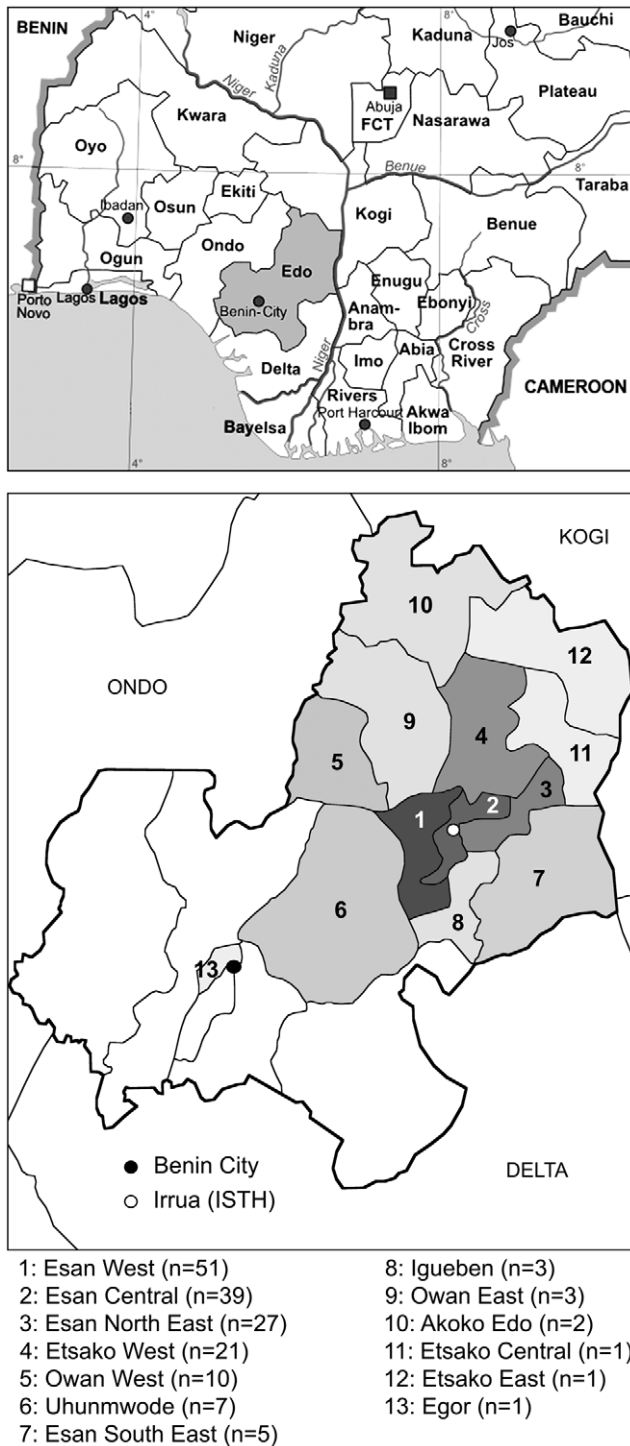 BENIN
4°
Niger
Kaduna
8°
Bauchi
Jos
Kaduna
Niger
Kwara
Abuja
FCT
Nasarawa
Plateau
8°
Oyo
8°
Benue
Taraba
Ibadan
Osun
Ekiti
Kogi
Benue
Ogun
Ondo
Edo
Enugu
Ebonyi
Cross
Porto
Novo
Lagos
Lagos
Benin-City
Anam-
bra
Niger
Delta
Imo
Abia
Cross
River
Rivers
Port Harcourt
Akwa
Ibom
CAMEROON
Bayelsa
4°
8°
KOGI
10
12
ONDO
9
4
11
5
3
2
1
7
6
8
13
Benin City
Irrua (ISTH)
DELTA
1: Esan West (n=51)
2: Esan Central (n=39)
3: Esan North East (n=27)
4: Etsako West (n=21)
5: Owan West (n=10)
6: Uhunmwode (n=7)
7: Esan South East (n=5)
8: Igueben (n=3)
9: Owan East (n=3)
10: Akoko Edo (n=2)
11: Etsako Central (n=1)
12: Etsako East (n=1)
13: Egor (n=1)